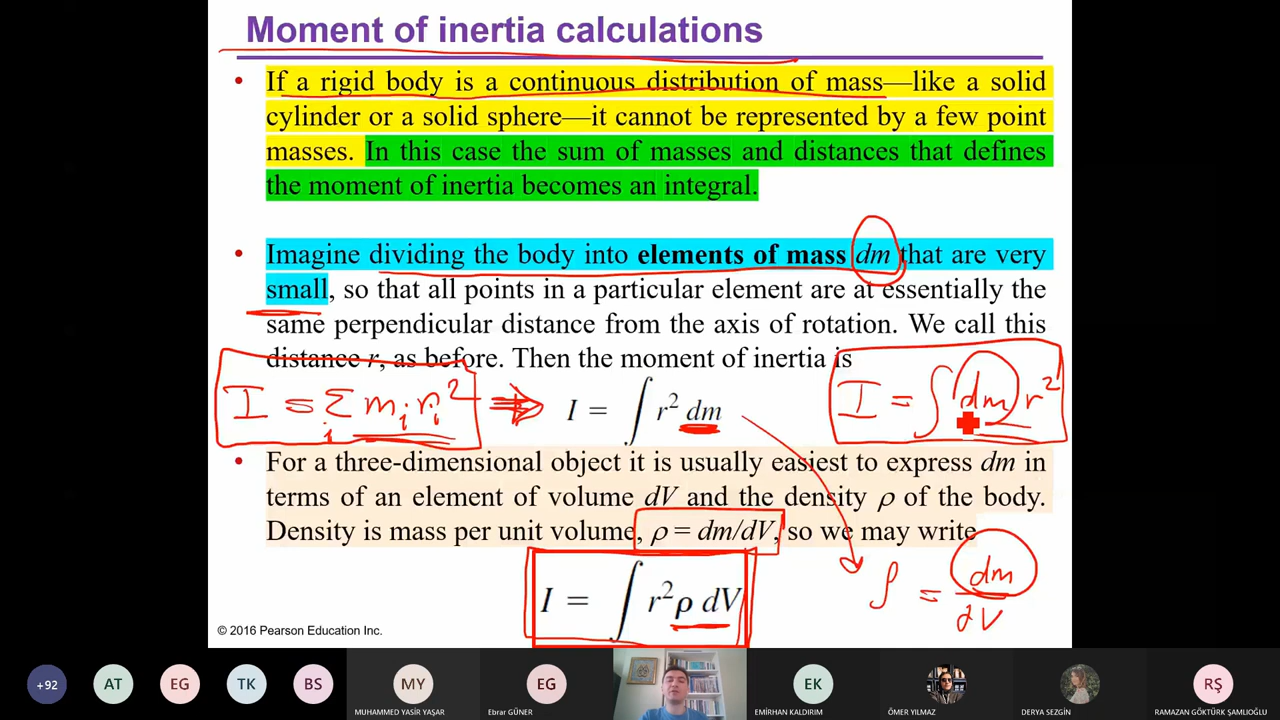 Moment of inertia calculations
• If a rigid body is a continuous distribution of mass—like a solid
cylinder or a solid sphere—it cannot be represented by a few point
masses. In this case the sum of masses and distances that defines
the moment of inertia becomes an integral.
• Imagine dividing the body into elements of mass dm that are very
small, so that all points in a particular element are at essentially the
same perpendicular distance from the axis of rotation. We call this
distance r, as before. Then the moment of inertia is
I = Σ_i m_i r_i² ⇒ I = ∫ r² dm
I = ∫ dm r²
• For a three-dimensional object it is usually easiest to express dm in
terms of an element of volume dV and the density ρ of the body.
Density is mass per unit volume, ρ = dm/dV, so we may write
I = ∫ r² ρ dV
ρ = dm/dV
© 2016 Pearson Education Inc.
+92 AT EG TK BS MY EG EK RŞ
MUHAMMED YASİR YAŞAR Ebrar GÜNER EMİRHAN KALDIRIM ÖMER YILMAZ DERYA SEZGİN RAMAZAN GÖKTÜRK ŞAMLIOĞLU